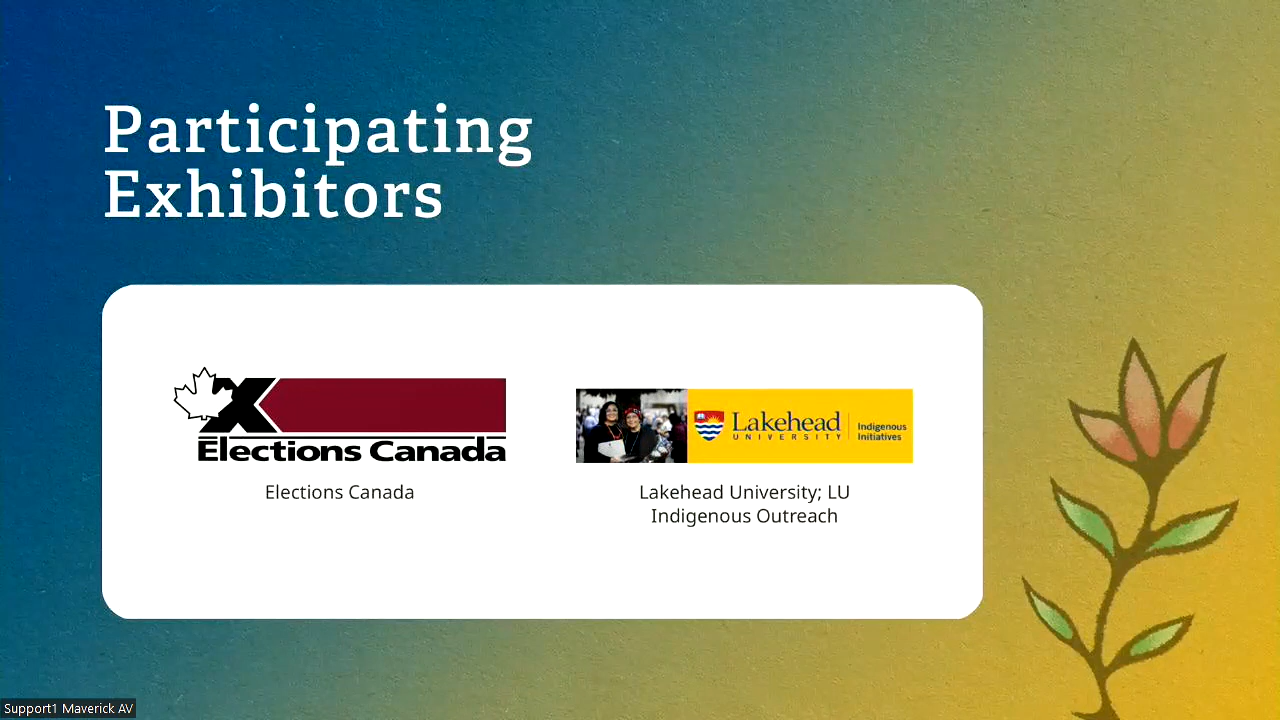 Participating
Exhibitors
Elections Canada
Elections Canada
Lakehead
UNIVERSITY
Indigenous
Initiatives
Lakehead University; LU
Indigenous Outreach
Support1 Maverick AV